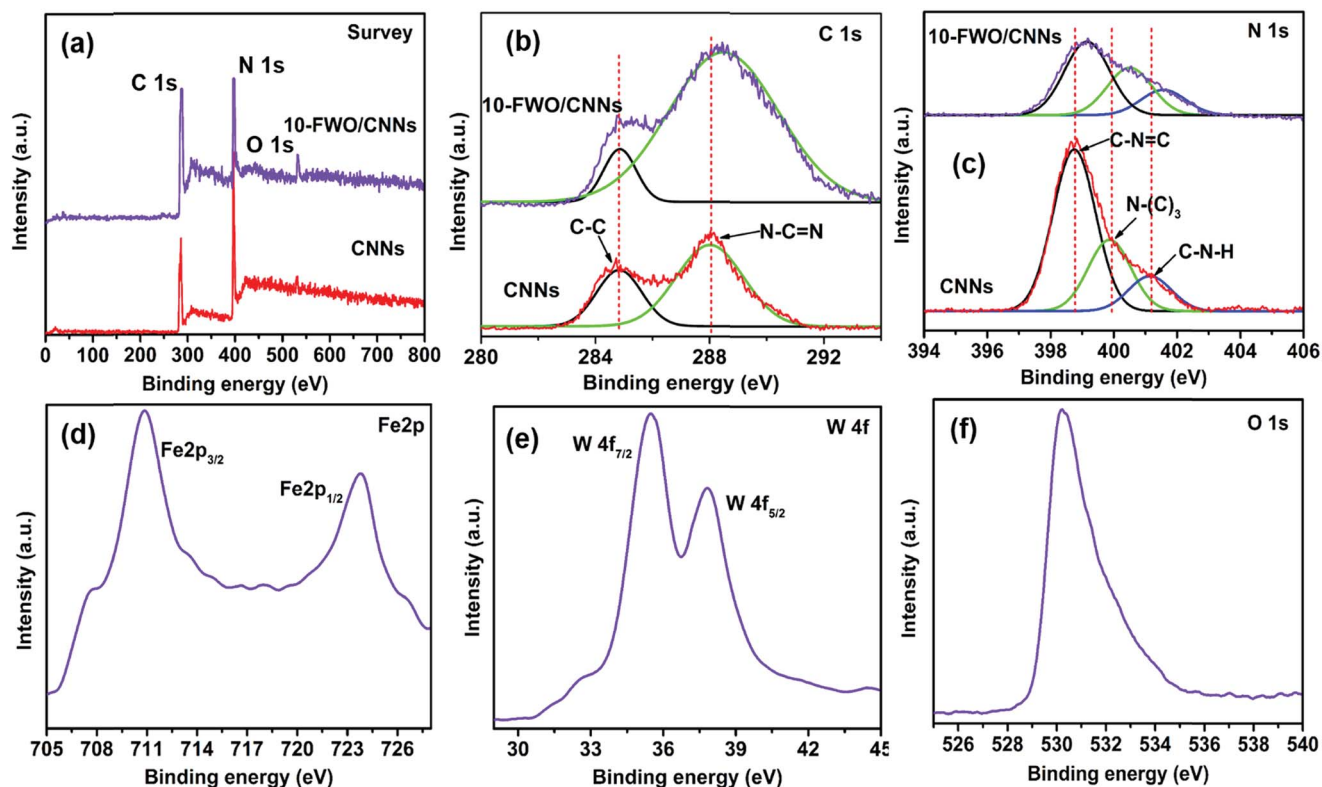 (a)
Survey
N 1s
C 1s
10-FWO/CNNs
O 1s
CNNs
Intensity (a.u.)
0 100 200 300 400 500 600 700 800
Binding energy (eV)
(b)
C 1s
10-FWO/CNNs
C-C
N-C=N
CNNs
Intensity (a.u.)
280 284 288 292
Binding energy (eV)
N 1s
10-FWO/CNNs
C-N=C
(c)
N-(C)₃
C-N-H
CNNs
Intensity (a.u.)
394 396 398 400 402 404 406
Binding energy (eV)
(d)
Fe2p
Fe2p₃/₂
Fe2p₁/₂
Intensity (a.u.)
705 708 711 714 717 720 723 726
Binding energy (eV)
(e)
W 4f
W 4f₇/₂
W 4f₅/₂
Intensity (a.u.)
30 33 36 39 42 45
Binding energy (eV)
(f)
O 1s
Intensity (a.u.)
526 528 530 532 534 536 538 540
Binding energy (eV)